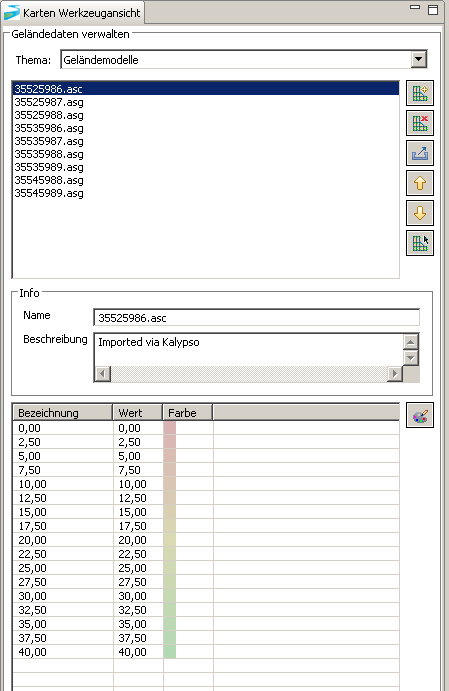 Karten Werkzeugansicht
Geländedaten verwalten
Thema: Geländemodelle
35525986.asc
35525987.asg
35525988.asg
35535986.asg
35535987.asg
35535988.asg
35535989.asg
35545988.asg
35545989.asg
Info
Name 35525986.asc
Beschreibung Imported via Kalypso
Bezeichnung Wert Farbe
0,00 0,00
2,50 2,50
5,00 5,00
7,50 7,50
10,00 10,00
12,50 12,50
15,00 15,00
17,50 17,50
20,00 20,00
22,50 22,50
25,00 25,00
27,50 27,50
30,00 30,00
32,50 32,50
35,00 35,00
37,50 37,50
40,00 40,00